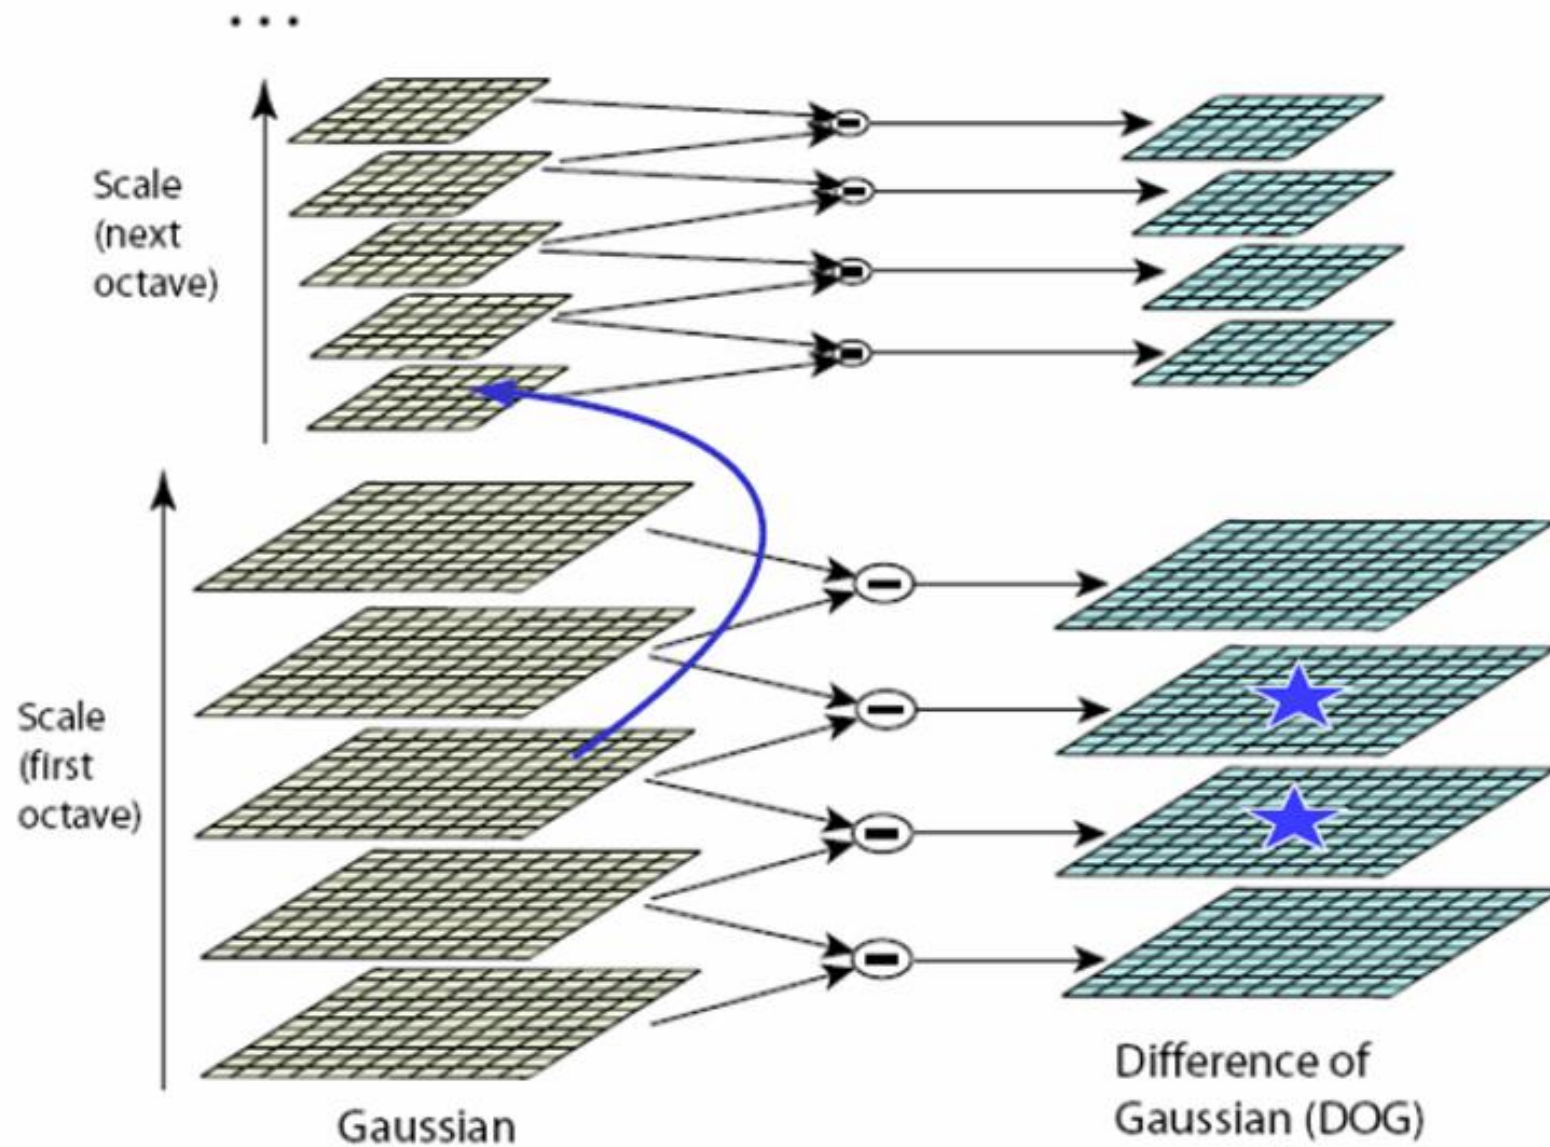 ...
Scale
(next
octave)
Scale
(first
octave)
Gaussian
Difference of
Gaussian (DOG)